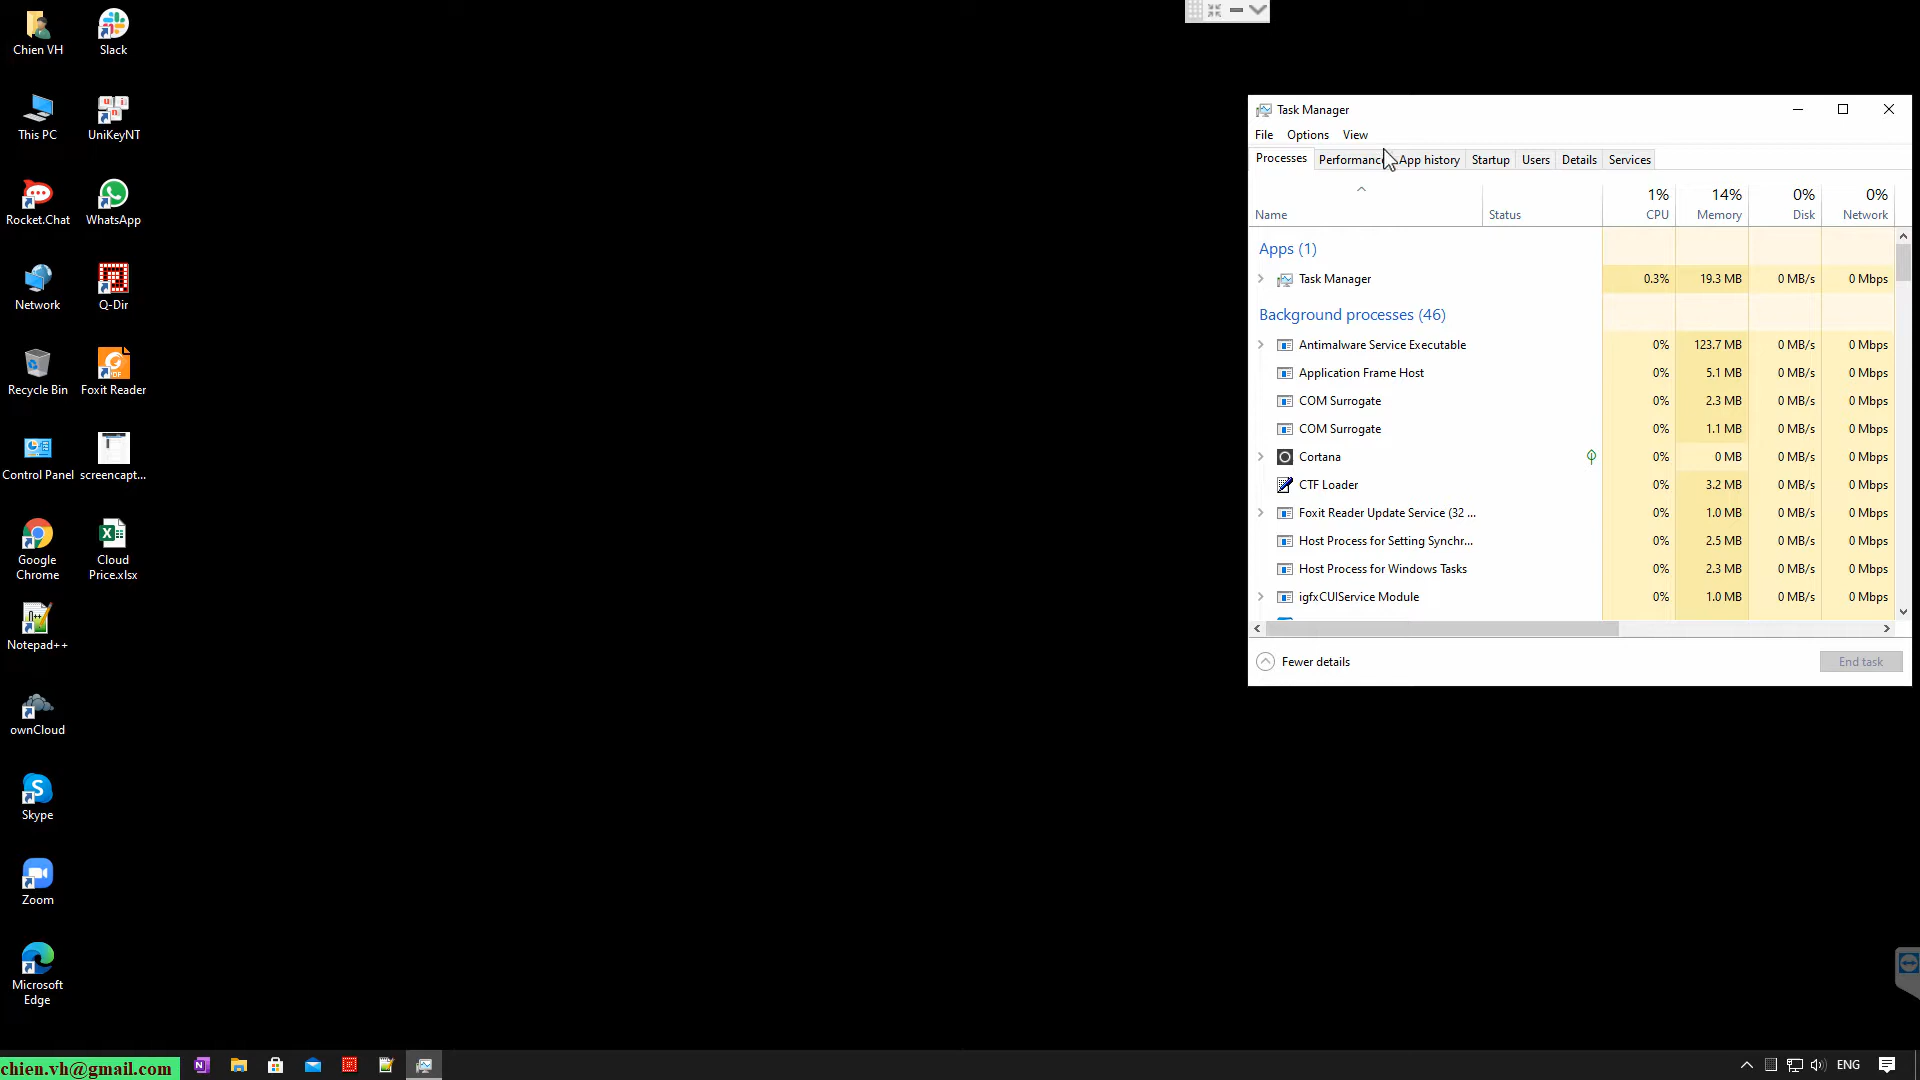 Chien VH
Slack
This PC
UniKeyNT
Rocket.Chat
WhatsApp
Network
Q-Dir
Recycle Bin
Foxit Reader
Control Panel
screencapt...
Google
Chrome
Cloud
Price.xlsx
Notepad++
ownCloud
Skype
Zoom
Microsoft
Edge
Task Manager
File Options View
Processes Performance App history Startup Users Details Services
1% 14% 0% 0%
Name Status CPU Memory Disk Network
Apps (1)
Task Manager 0.3% 19.3 MB 0 MB/s 0 Mbps
Background processes (46)
Antimalware Service Executable 0% 123.7 MB 0 MB/s 0 Mbps
Application Frame Host 0% 5.1 MB 0 MB/s 0 Mbps
COM Surrogate 0% 2.3 MB 0 MB/s 0 Mbps
COM Surrogate 0% 1.1 MB 0 MB/s 0 Mbps
Cortana 0% 0 MB 0 MB/s 0 Mbps
CTF Loader 0% 3.2 MB 0 MB/s 0 Mbps
Foxit Reader Update Service (32 ... 0% 1.0 MB 0 MB/s 0 Mbps
Host Process for Setting Synchr... 0% 2.5 MB 0 MB/s 0 Mbps
Host Process for Windows Tasks 0% 2.3 MB 0 MB/s 0 Mbps
igfxCUIService Module 0% 1.0 MB 0 MB/s 0 Mbps
Fewer details End task
chien.vh@gmail.com
ENG